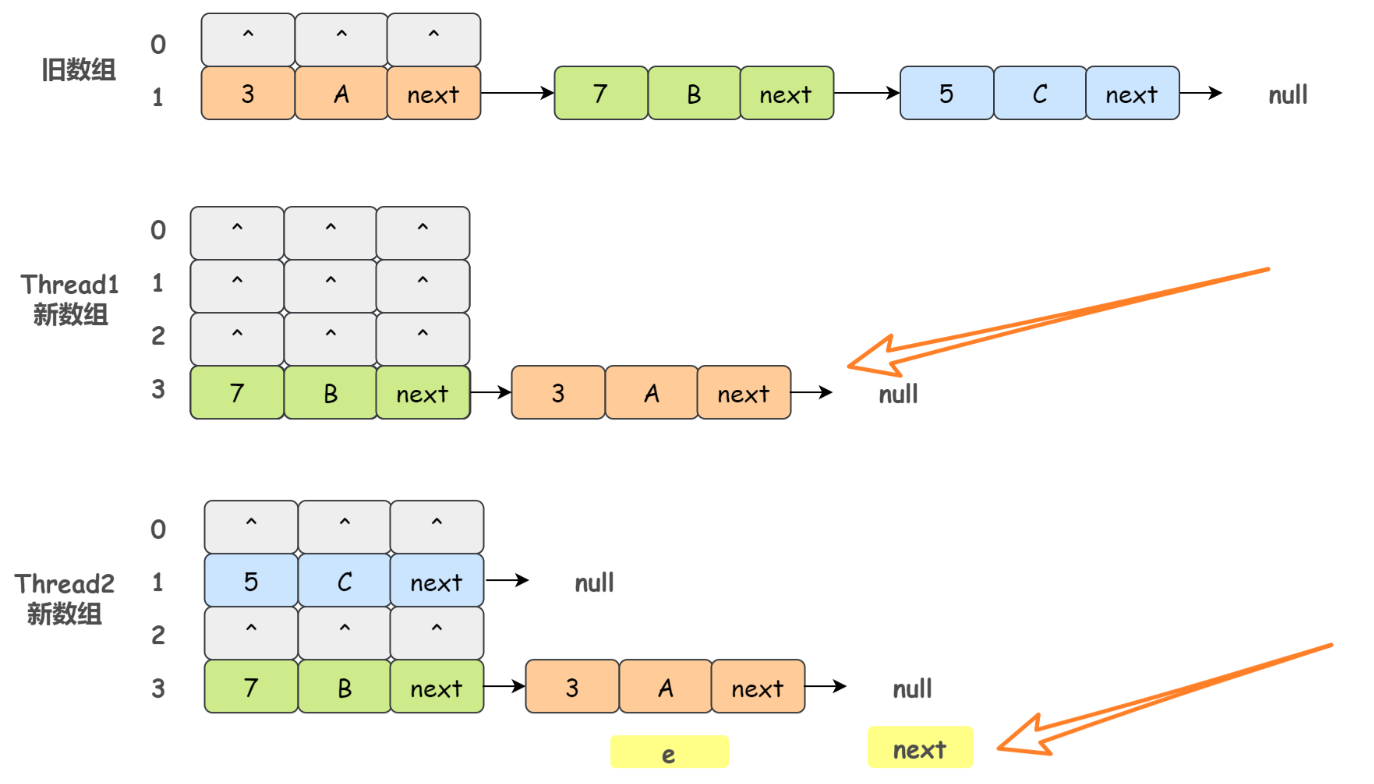 0 ^ ^ ^
旧数组
1 3 A next 7 B next 5 C next null
0 ^ ^ ^
Thread1
新数组
1 ^ ^ ^
2 ^ ^ ^
3 7 B next 3 A next null
0 ^ ^ ^
Thread2
新数组
1 5 C next null
2 ^ ^ ^
3 7 B next 3 A next null
e next